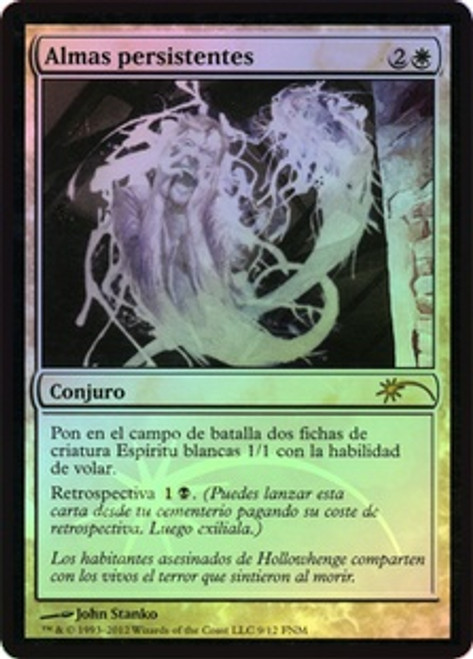 Almas persistentes 2
Conjuro
Pon en el campo de batalla dos fichas de
criatura Espíritu blancas 1/1 con la habilidad
de volar.
Retrospectiva 1. (Puedes lanzar esta
carta desde tu cementerio pagando su coste de
retrospectiva. Luego exíliala.)
Los habitantes asesinados de Hollowhenge comparten
con los vivos el terror que sintieron al morir.
John Stanko
™ & © 1993–2012 Wizards of the Coast LLC 9/12 FNM